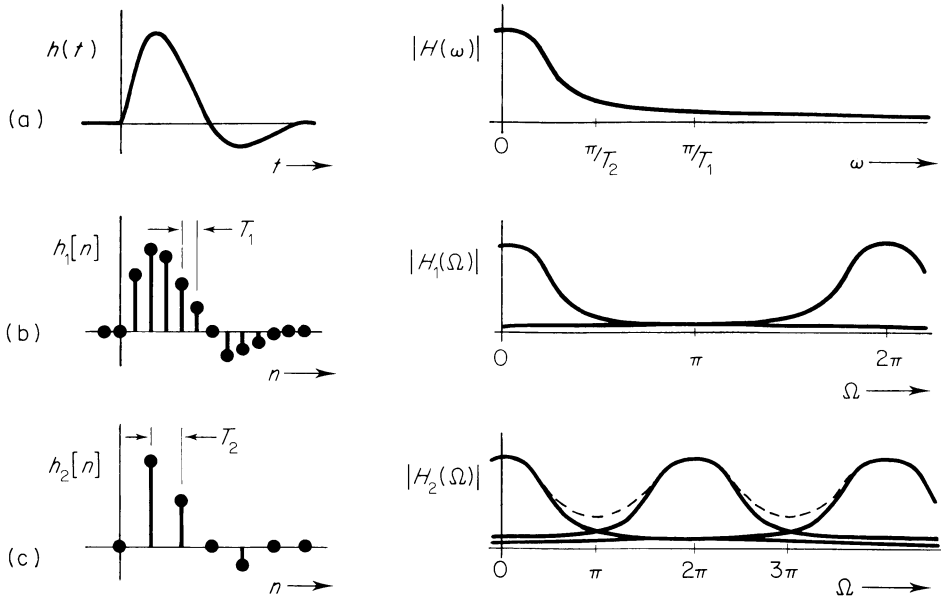 (a)
h(t)
t
|H(ω)|
0
π/T₂
π/T₁
ω
(b)
h₁[n]
T₁
n
|H₁(Ω)|
0
π
2π
Ω
(c)
h₂[n]
T₂
n
|H₂(Ω)|
0
π
2π
3π
Ω